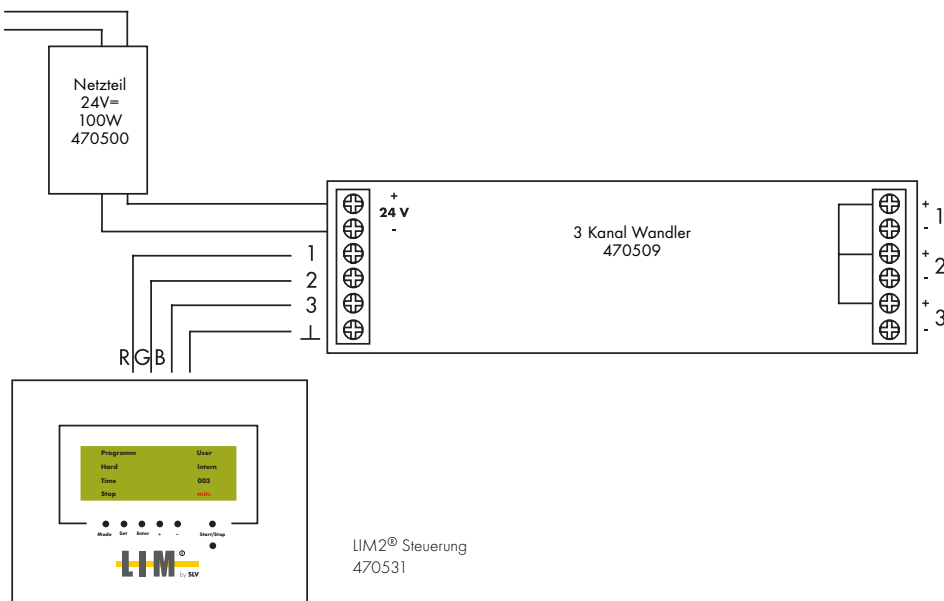 Netzteil
24V=
100W
470500
+
24 V
-
3 Kanal Wandler
470509
+ 1
-
+ 2
-
+ 3
-
1
2
3
⊥
R G B
Programm User
Hard Intern
Time 003
Stop min.
Mode Set Enter + - Start/Stop
LIM®
by SLV
LIM2® Steuerung
470531